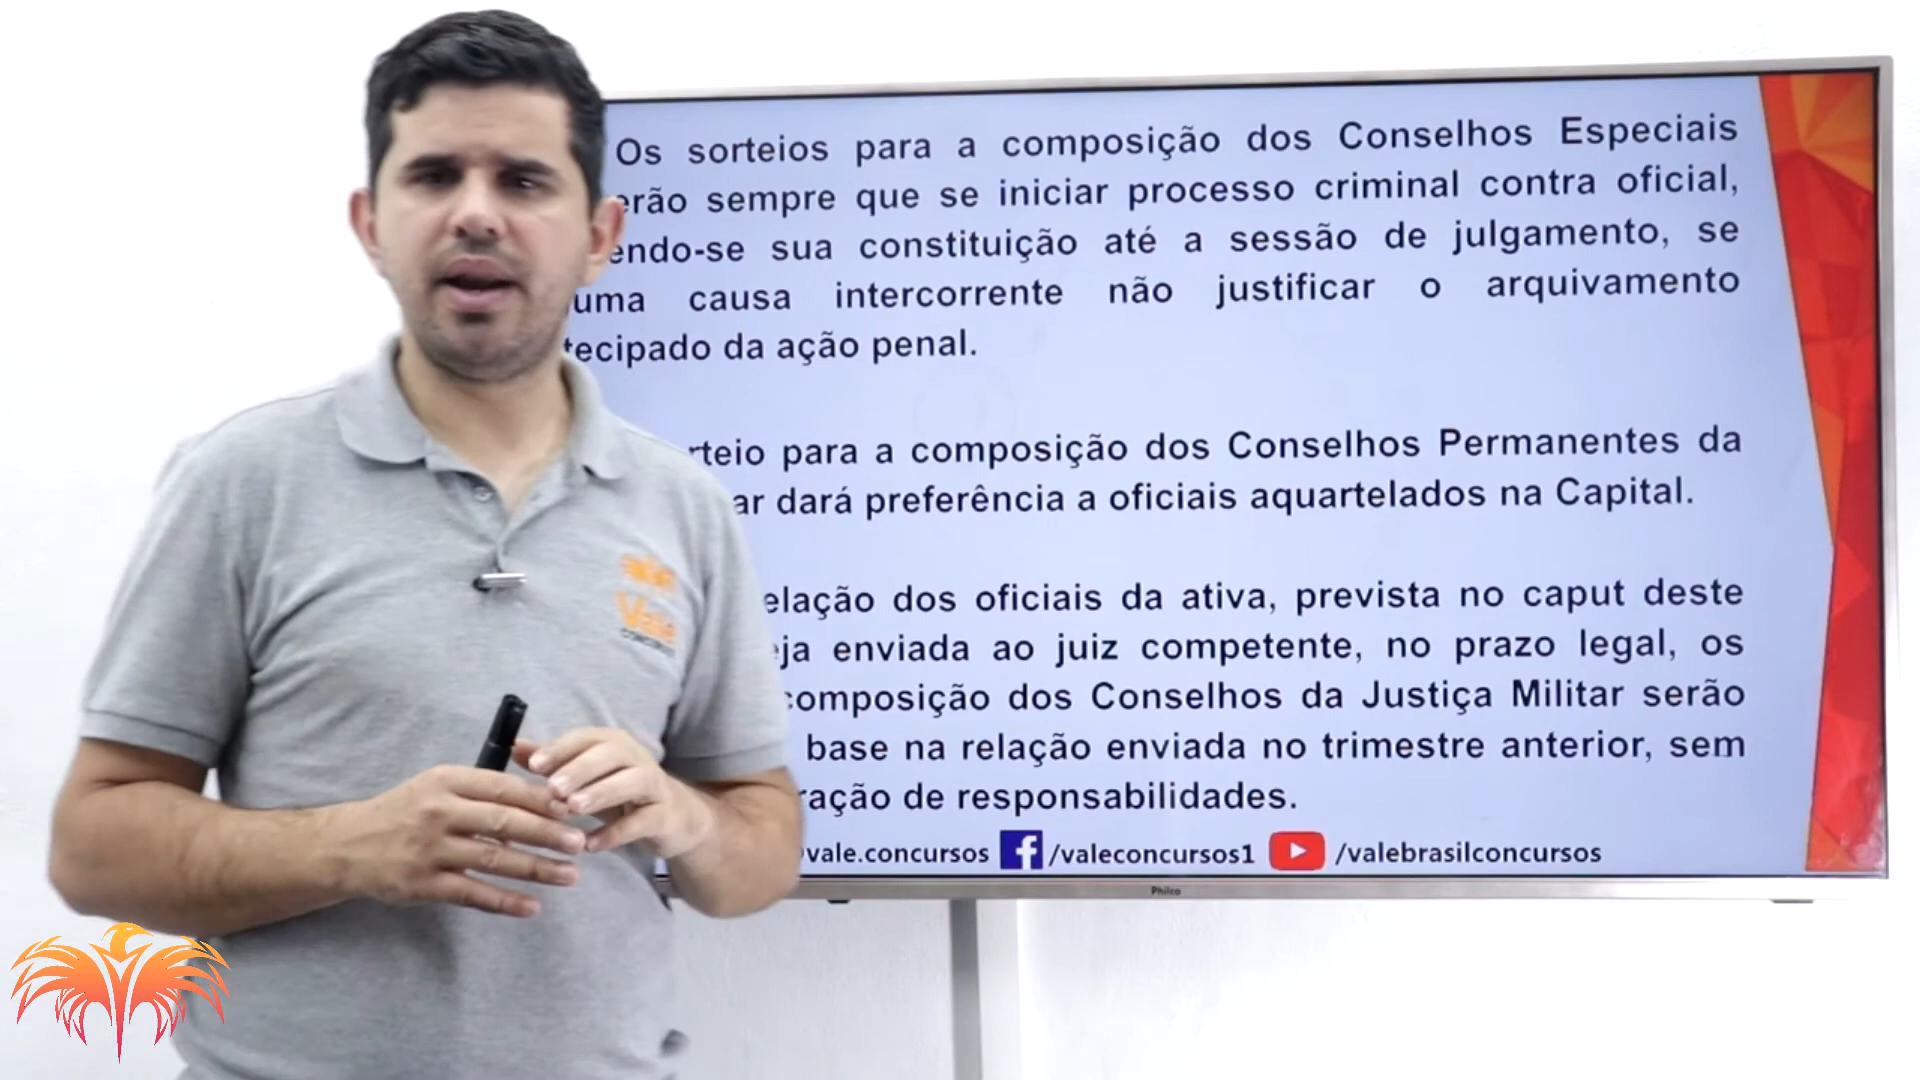 Os sorteios para a composição dos Conselhos Especiais
erão sempre que se iniciar processo criminal contra oficial,
endo-se sua constituição até a sessão de julgamento, se
uma causa intercorrente não justificar o arquivamento
tecipado da ação penal.
rteio para a composição dos Conselhos Permanentes da
ar dará preferência a oficiais aquartelados na Capital.
elação dos oficiais da ativa, prevista no caput deste
eja enviada ao juiz competente, no prazo legal, os
composição dos Conselhos da Justiça Militar serão
base na relação enviada no trimestre anterior, sem
ração de responsabilidades.
vale.concursos /valeconcursos1 /valebrasilconcursos
Philco
Vale